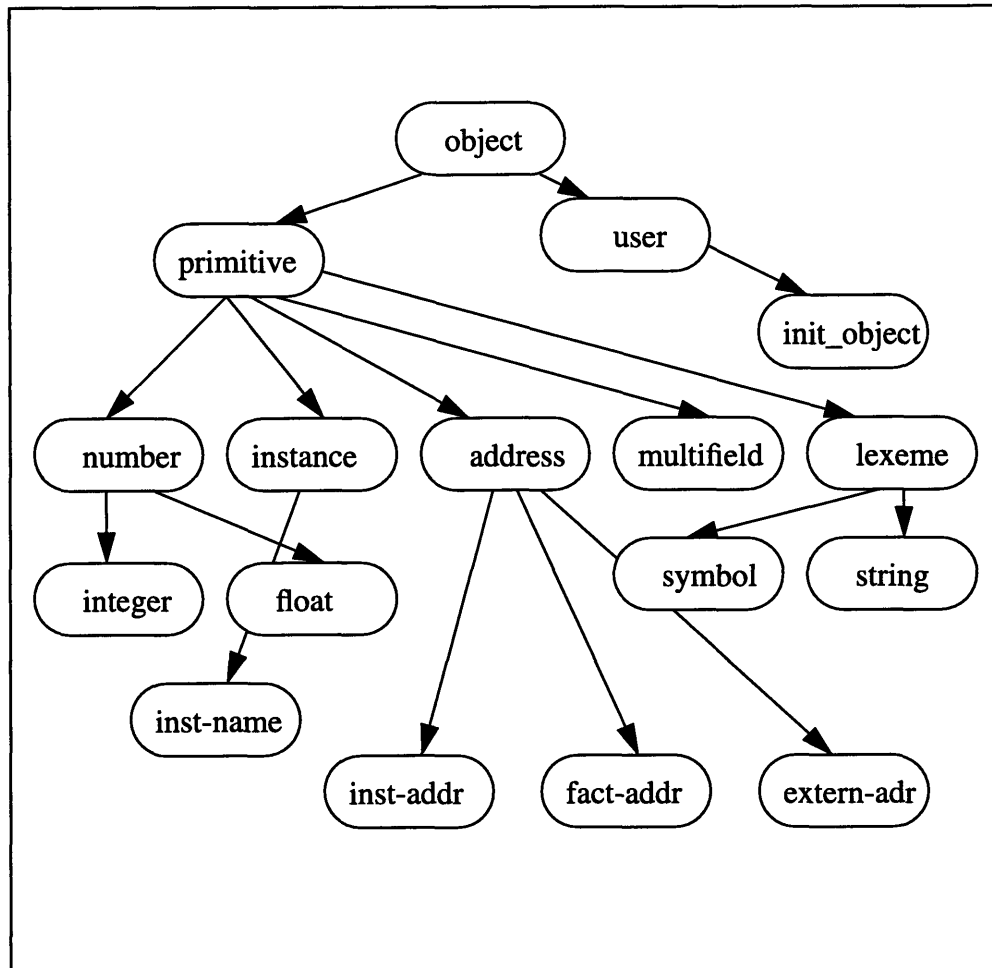 object
user
primitive
init_object
number
instance
address
multifield
lexeme
integer
float
symbol
string
inst-name
inst-addr
fact-addr
extern-adr